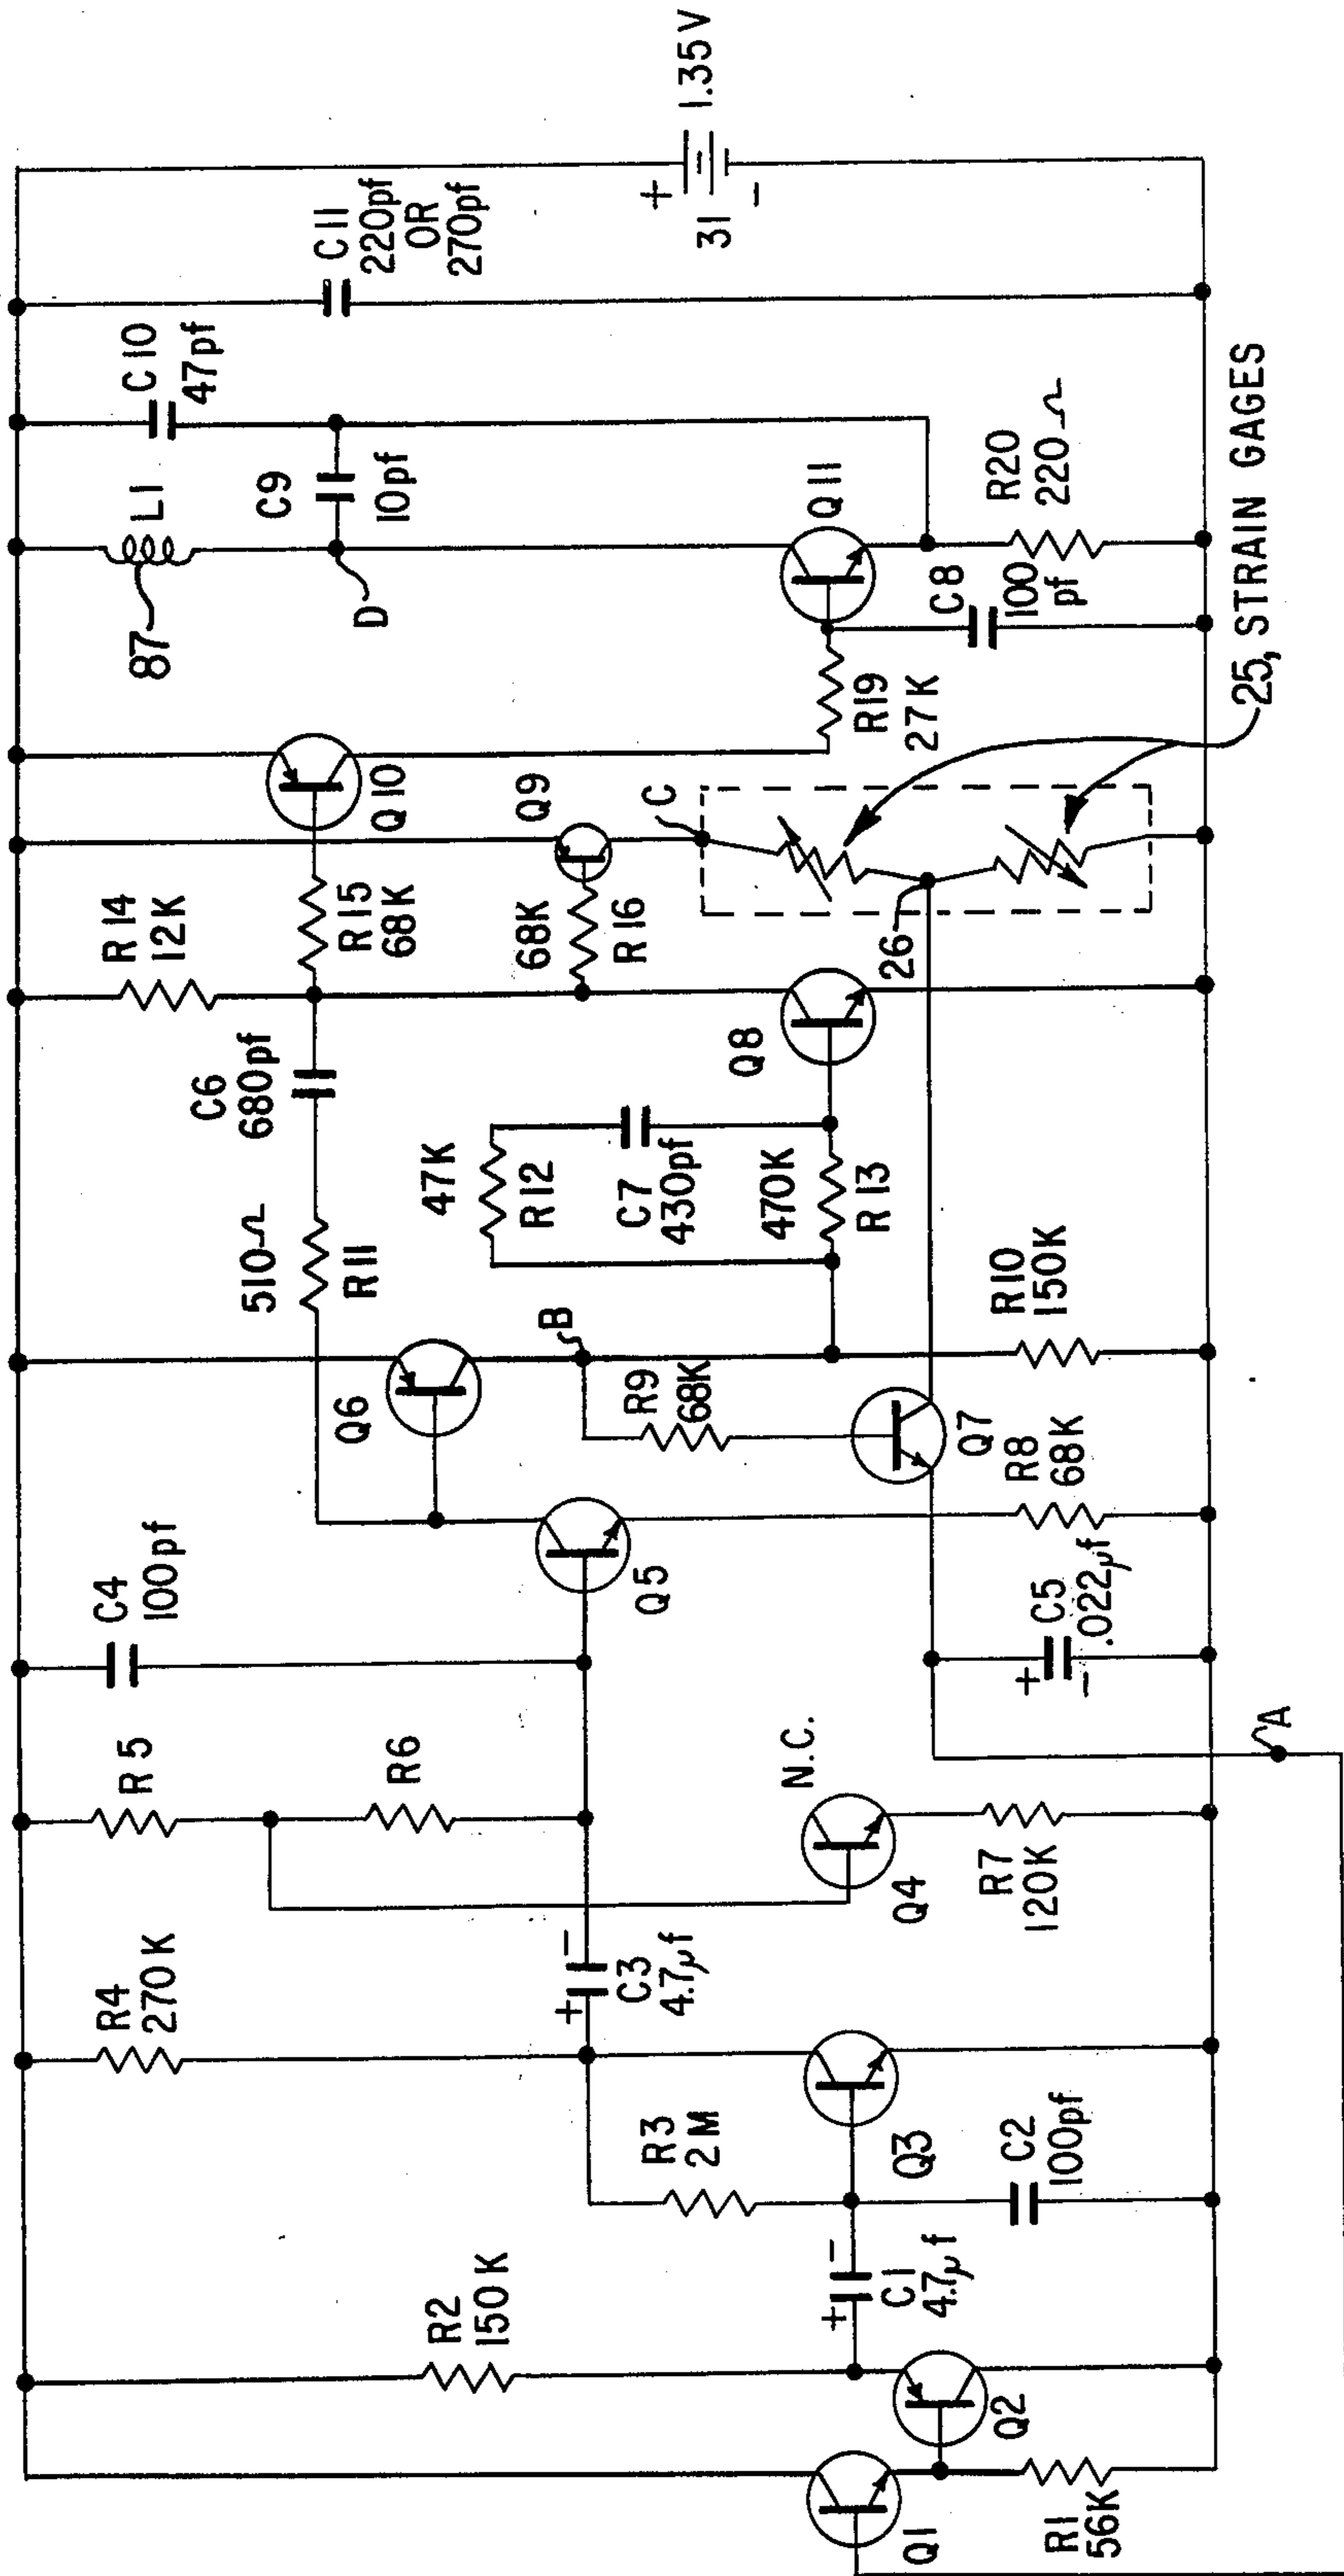 R1
56K
Q1
Q2
R2
150K
C1
4.7µf
+
-
R3
2M
Q3
C2
100pf
R4
270K
+
-
C3
4.7µf
R5
R6
Q4
N.C.
R7
120K
A
C4
100pf
Q5
+
-
C5
.022µf
R8
68K
Q6
B
R9
68K
Q7
R10
150K
510Ω
R11
47K
R12
C7
430pf
470K
R13
C6
680pf
Q8
R14
12K
R15
68K
68K
R16
Q9
Q10
C
26
25, STRAIN GAGES
R19
27K
C8
100
pf
Q11
R20
220Ω
87
L1
D
C9
10pf
C10
47pf
C11
220pf
OR
270pf
31
+
-
1.35V